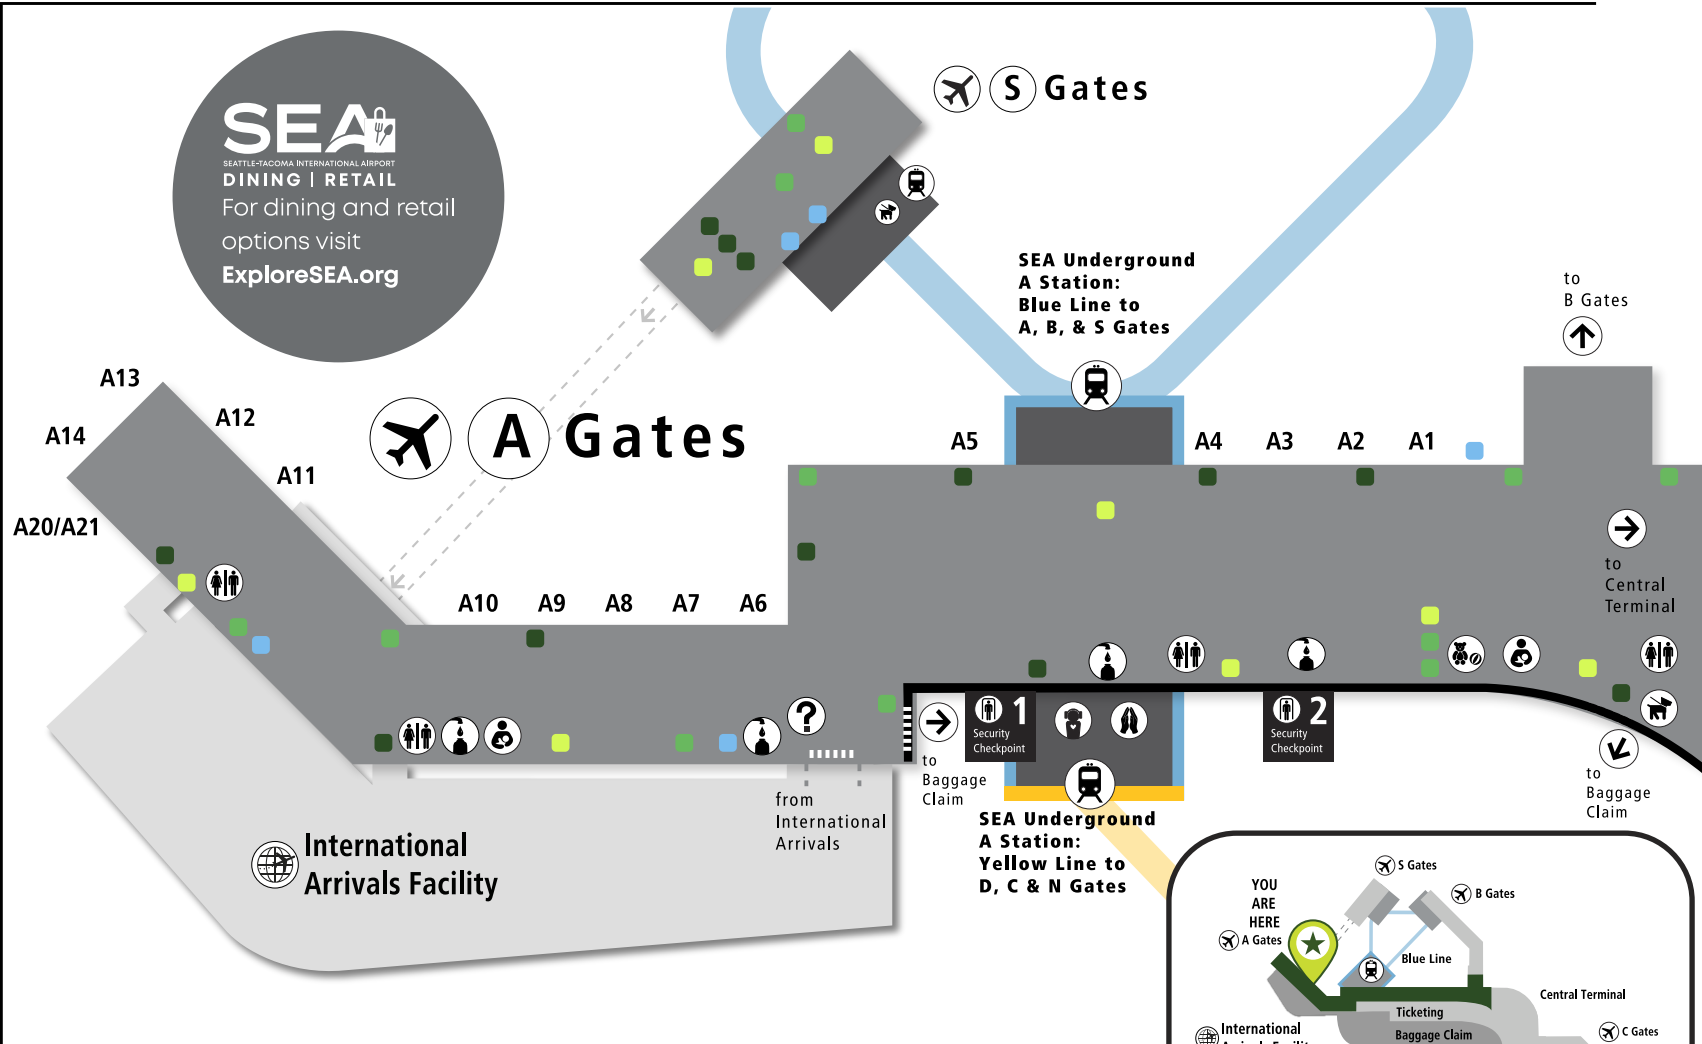 SEA
SEATTLE-TACOMA INTERNATIONAL AIRPORT
DINING | RETAIL
For dining and retail
options visit
ExploreSEA.org
S Gates
SEA Underground
A Station:
Blue Line to
A, B, & S Gates
to
B Gates
A13
A12
A14
A11
A20/A21
A Gates
A5
A4
A3
A2
A1
to
Central
Terminal
A10
A9
A8
A7
A6
?
to
Baggage
Claim
1
Security
Checkpoint
2
Security
Checkpoint
to
Baggage
Claim
from
International
Arrivals
International
Arrivals Facility
SEA Underground
A Station:
Yellow Line to
D, C & N Gates
S Gates
YOU
ARE
HERE
B Gates
A Gates
Blue Line
Central Terminal
Ticketing
International
Arrivals Facility
Baggage Claim
C Gates